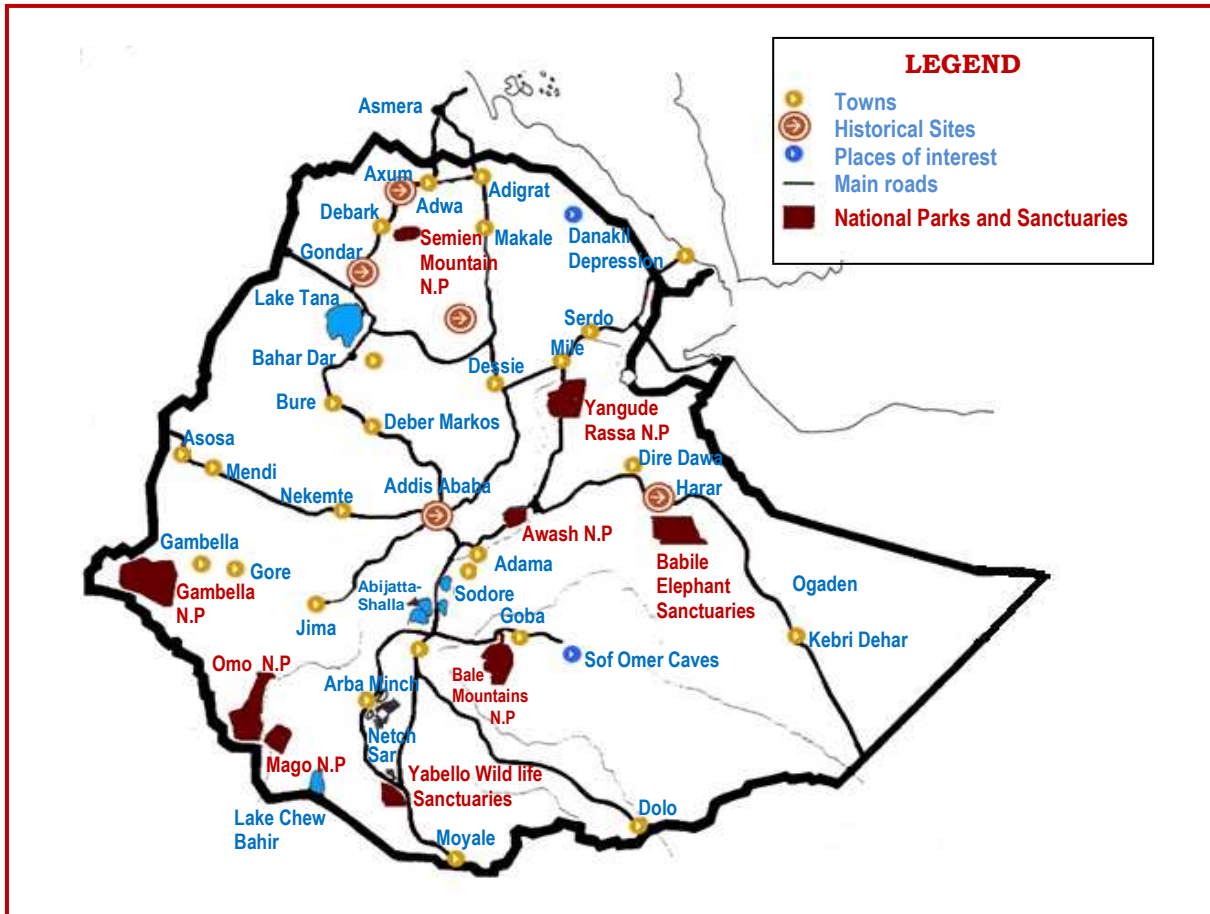 LEGEND
Towns
Historical Sites
Places of interest
Main roads
National Parks and Sanctuaries
Asmera
Axum
Adwa
Adigrat
Debark
Semien
Mountain
N.P
Makale
Danakil
Depression
Gondar
Lake Tana
Serdo
Mile
Bahar Dar
Dessie
Bure
Deber Markos
Yangude
Rassa N.P
Asosa
Mendi
Nekemte
Addis Ababa
Dire Dawa
Harar
Awash N.P
Gambella
Gore
Gambella
N.P
Adama
Sodore
Babile
Elephant
Sanctuaries
Ogaden
Abijatta-
Shalla
Jima
Goba
Kebri Dehar
Sof Omer Caves
Omo N.P
Arba Minch
Bale
Mountains
N.P
Netch
Sar
Mago N.P
Yabello Wild life
Sanctuaries
Lake Chew
Bahir
Dolo
Moyale